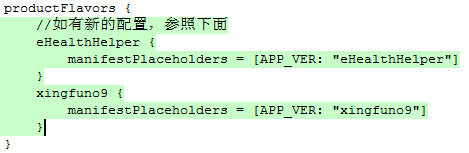 productFlavors {
    //如有新的配置，参照下面
    eHealthHelper {
        manifestPlaceholders = [APP_VER: "eHealthHelper"]
    }
    xingfuno9 {
        manifestPlaceholders = [APP_VER: "xingfuno9"]
    }
}